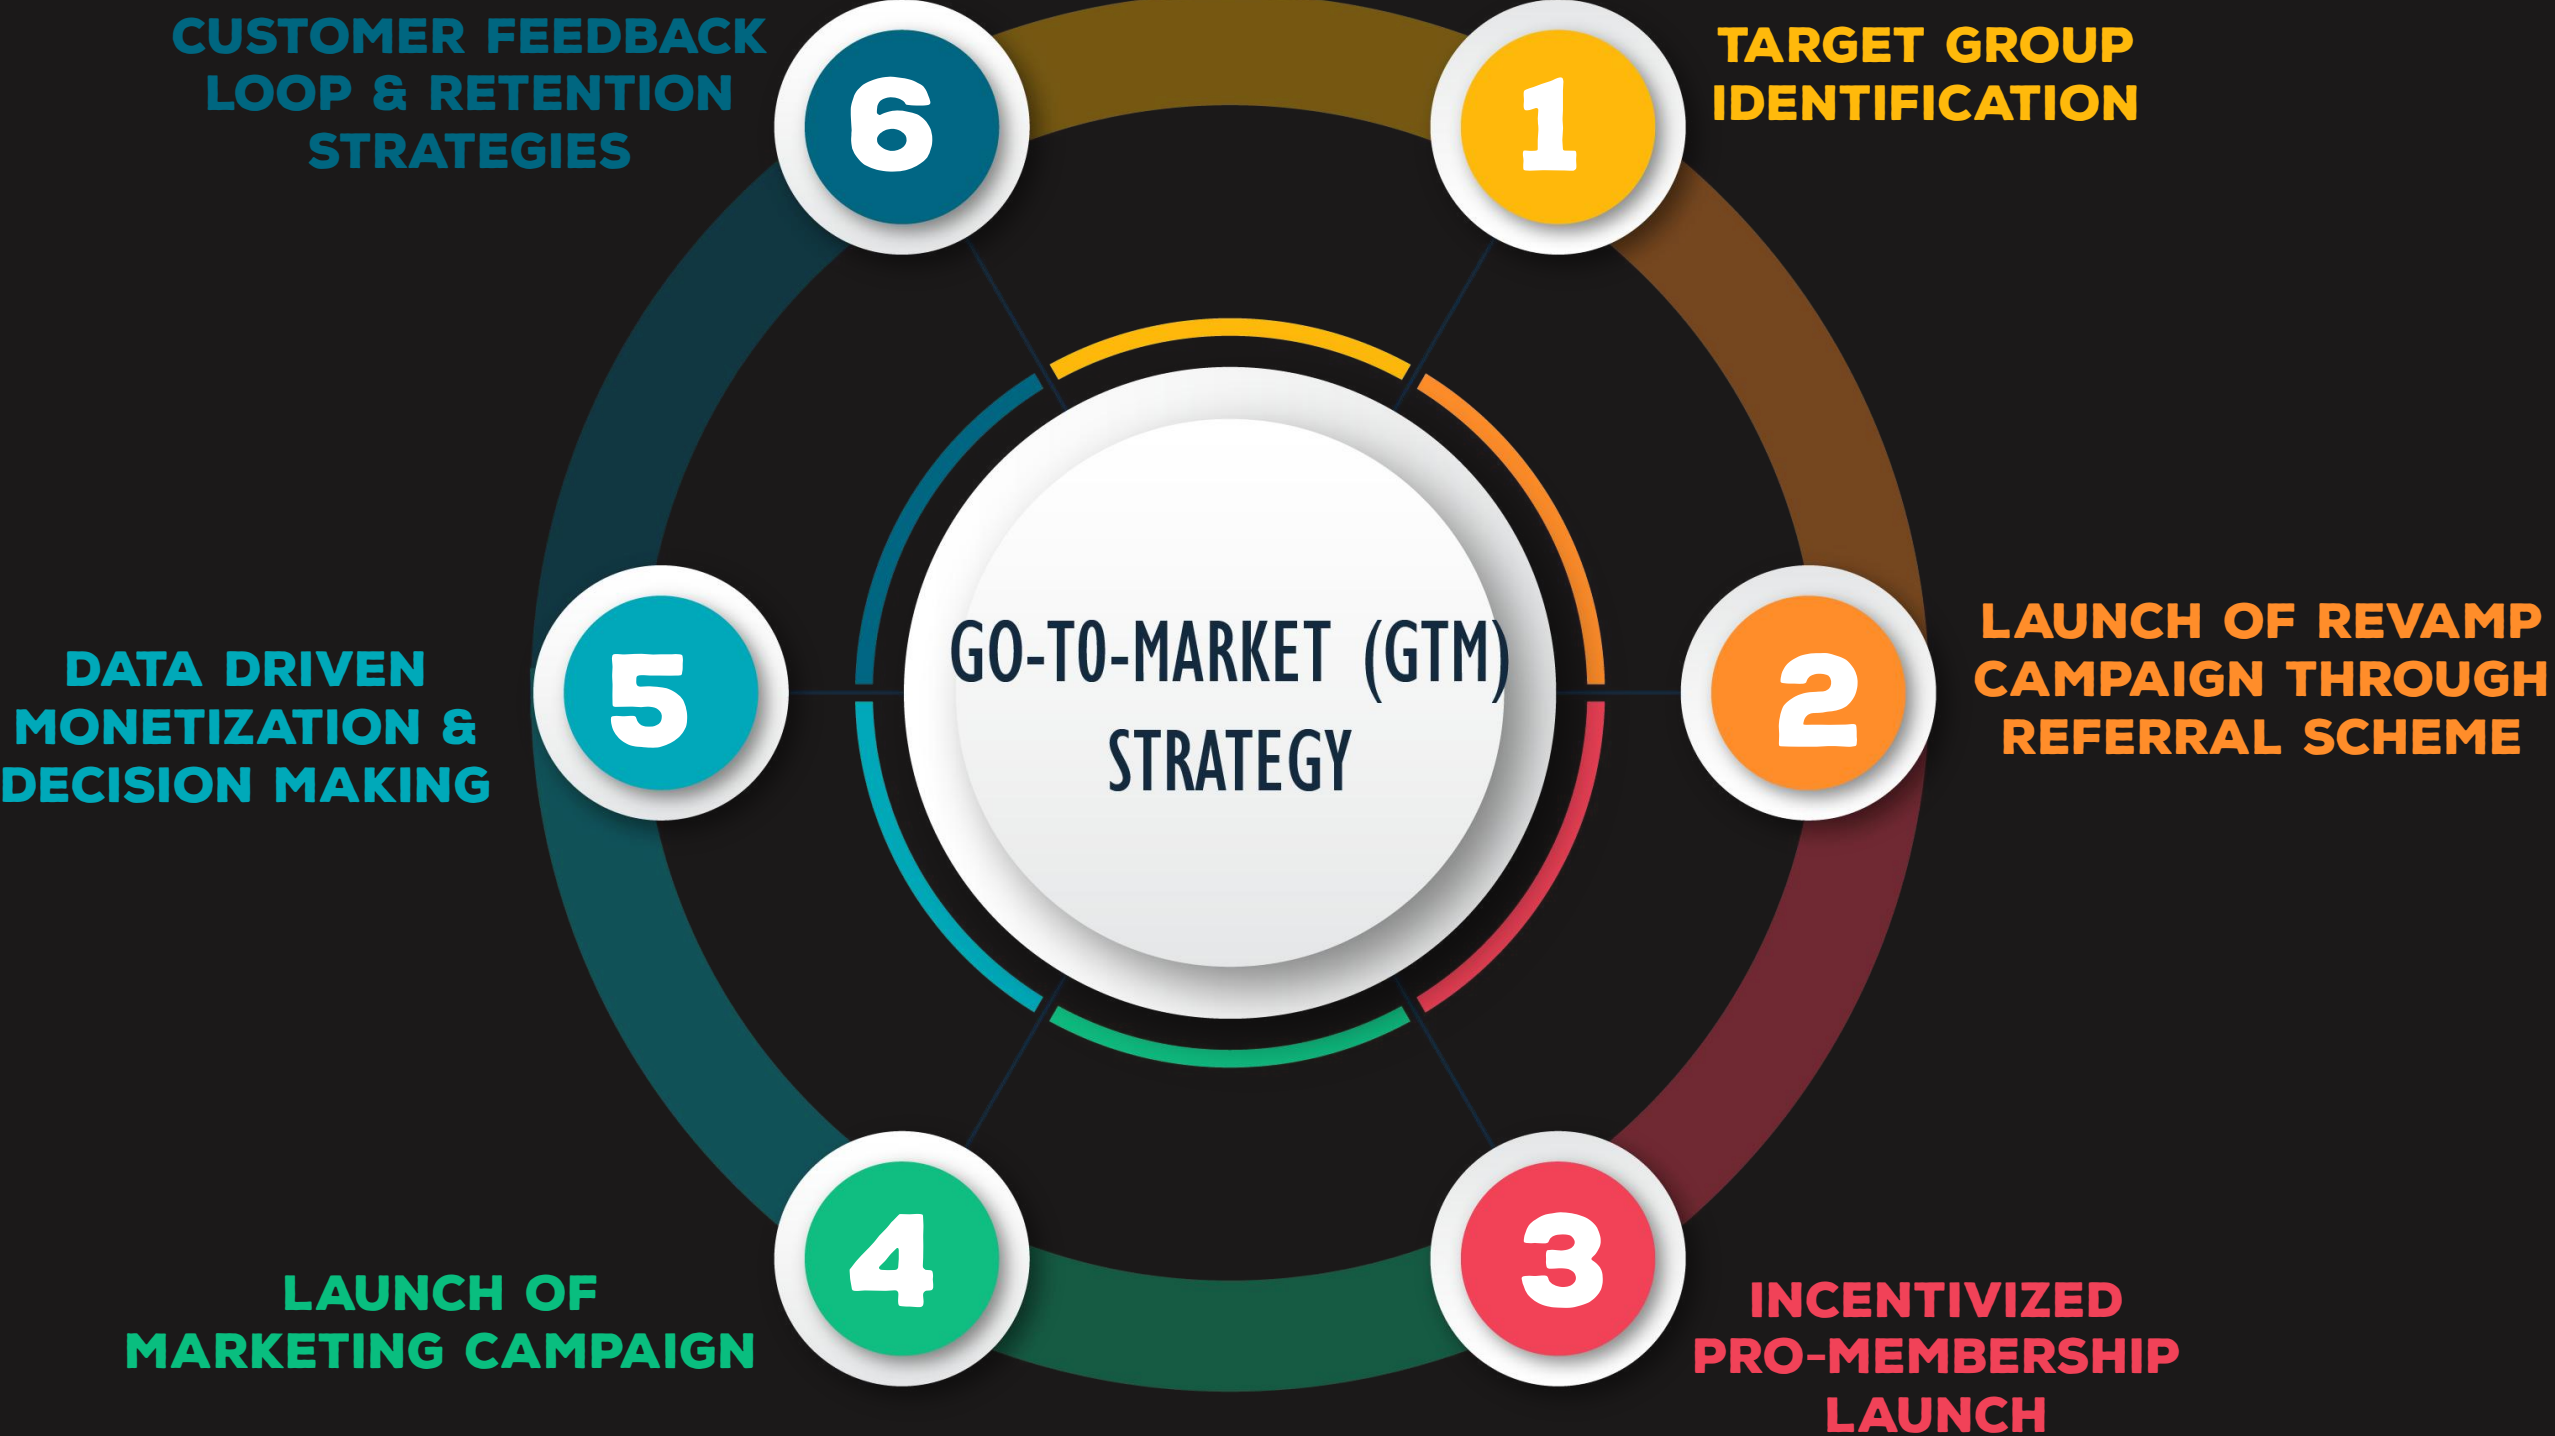 GO-TO-MARKET (GTM)
STRATEGY
1
TARGET GROUP
IDENTIFICATION
2
LAUNCH OF REVAMP
CAMPAIGN THROUGH
REFERRAL SCHEME
3
INCENTIVIZED
PRO-MEMBERSHIP
LAUNCH
4
LAUNCH OF
MARKETING CAMPAIGN
5
DATA DRIVEN
MONETIZATION &
DECISION MAKING
6
CUSTOMER FEEDBACK
LOOP & RETENTION
STRATEGIES